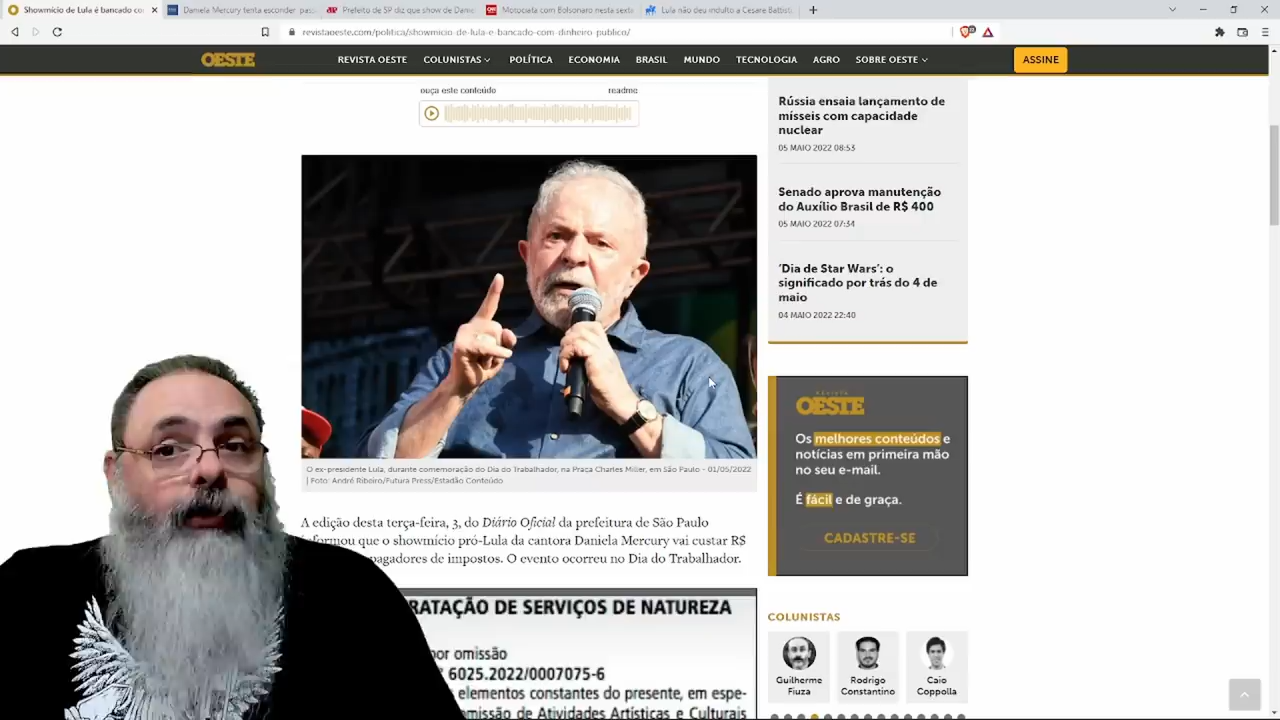 Showmício de Lula é bancado co
Daniela Mercury tenta esconder
Prefeito de SP diz que show de Dani
Motociata com Bolsonaro nesta sexta
Lula não deu indulto a Cesare Battist
revistaoeste.com/politica/showmicio-de-lula-e-bancado-com-dinheiro-publico/
OESTE
REVISTA OESTE
COLUNISTAS
POLÍTICA
ECONOMIA
BRASIL
MUNDO
TECNOLOGIA
AGRO
SOBRE OESTE
ASSINE
ouça este conteúdo
readme
Rússia ensaia lançamento de
mísseis com capacidade
nuclear
05 MAIO 2022 08:53
Senado aprova manutenção
do Auxílio Brasil de R$ 400
05 MAIO 2022 07:34
'Dia de Star Wars': o
significado por trás do 4 de
maio
04 MAIO 2022 22:40
O ex-presidente Lula, durante comemoração do Dia do Trabalhador, na Praça Charles Miller, em São Paulo - 01/05/2022
| Foto: André Ribeiro/Futura Press/Estadão Conteúdo
A edição desta terça-feira, 3, do Diário Oficial da prefeitura de São Paulo
informou que o showmício pró-Lula da cantora Daniela Mercury vai custar R$
pagadores de impostos. O evento ocorreu no Dia do Trabalhador.
RATAÇÃO DE SERVIÇOS DE NATUREZA
por omissão
6025.2022/0007075-6
s elementos constantes do presente, em espe-
omissão de Atividades Artísticas e Culturais
REVISTA
OESTE
Os melhores conteúdos e
notícias em primeira mão
no seu e-mail.
É fácil e de graça.
CADASTRE-SE
COLUNISTAS
Guilherme
Fiuza
Rodrigo
Constantino
Caio
Coppolla